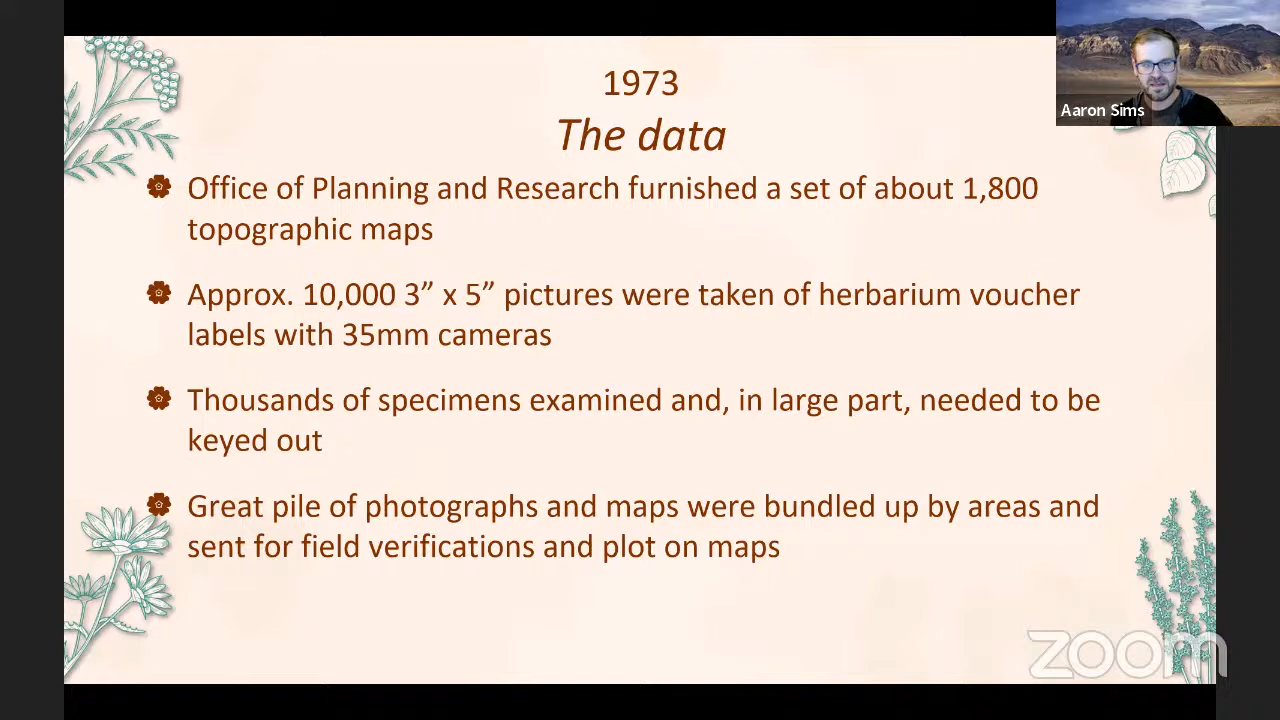 1973
The data
Office of Planning and Research furnished a set of about 1,800
topographic maps
Approx. 10,000 3” x 5” pictures were taken of herbarium voucher
labels with 35mm cameras
Thousands of specimens examined and, in large part, needed to be
keyed out
Great pile of photographs and maps were bundled up by areas and
sent for field verifications and plot on maps
Aaron Sims
zoom